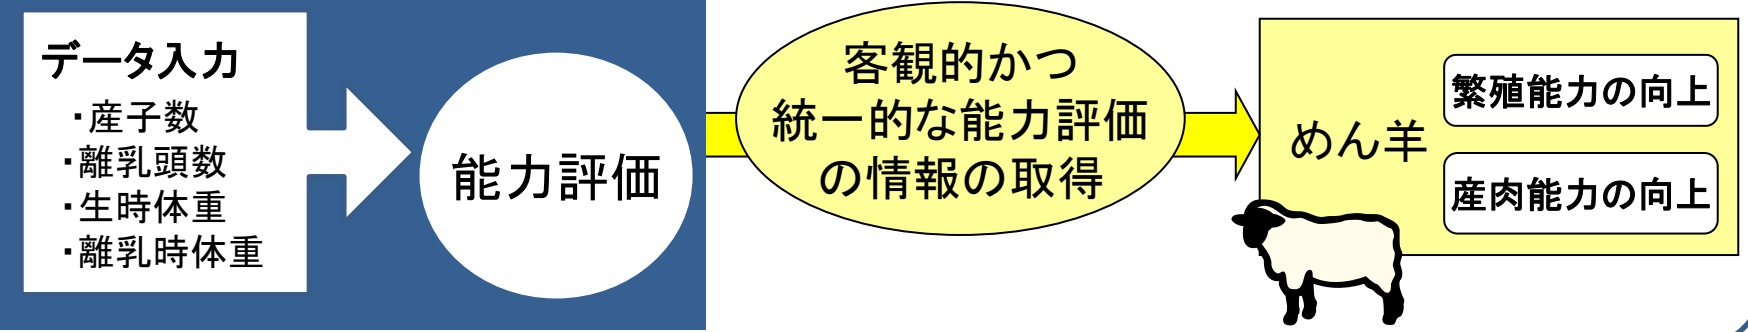 データ入力
・産子数
・離乳頭数
・生時体重
・離乳時体重
能力評価
客観的かつ
統一的な能力評価
の情報の取得
めん羊
繁殖能力の向上
産肉能力の向上